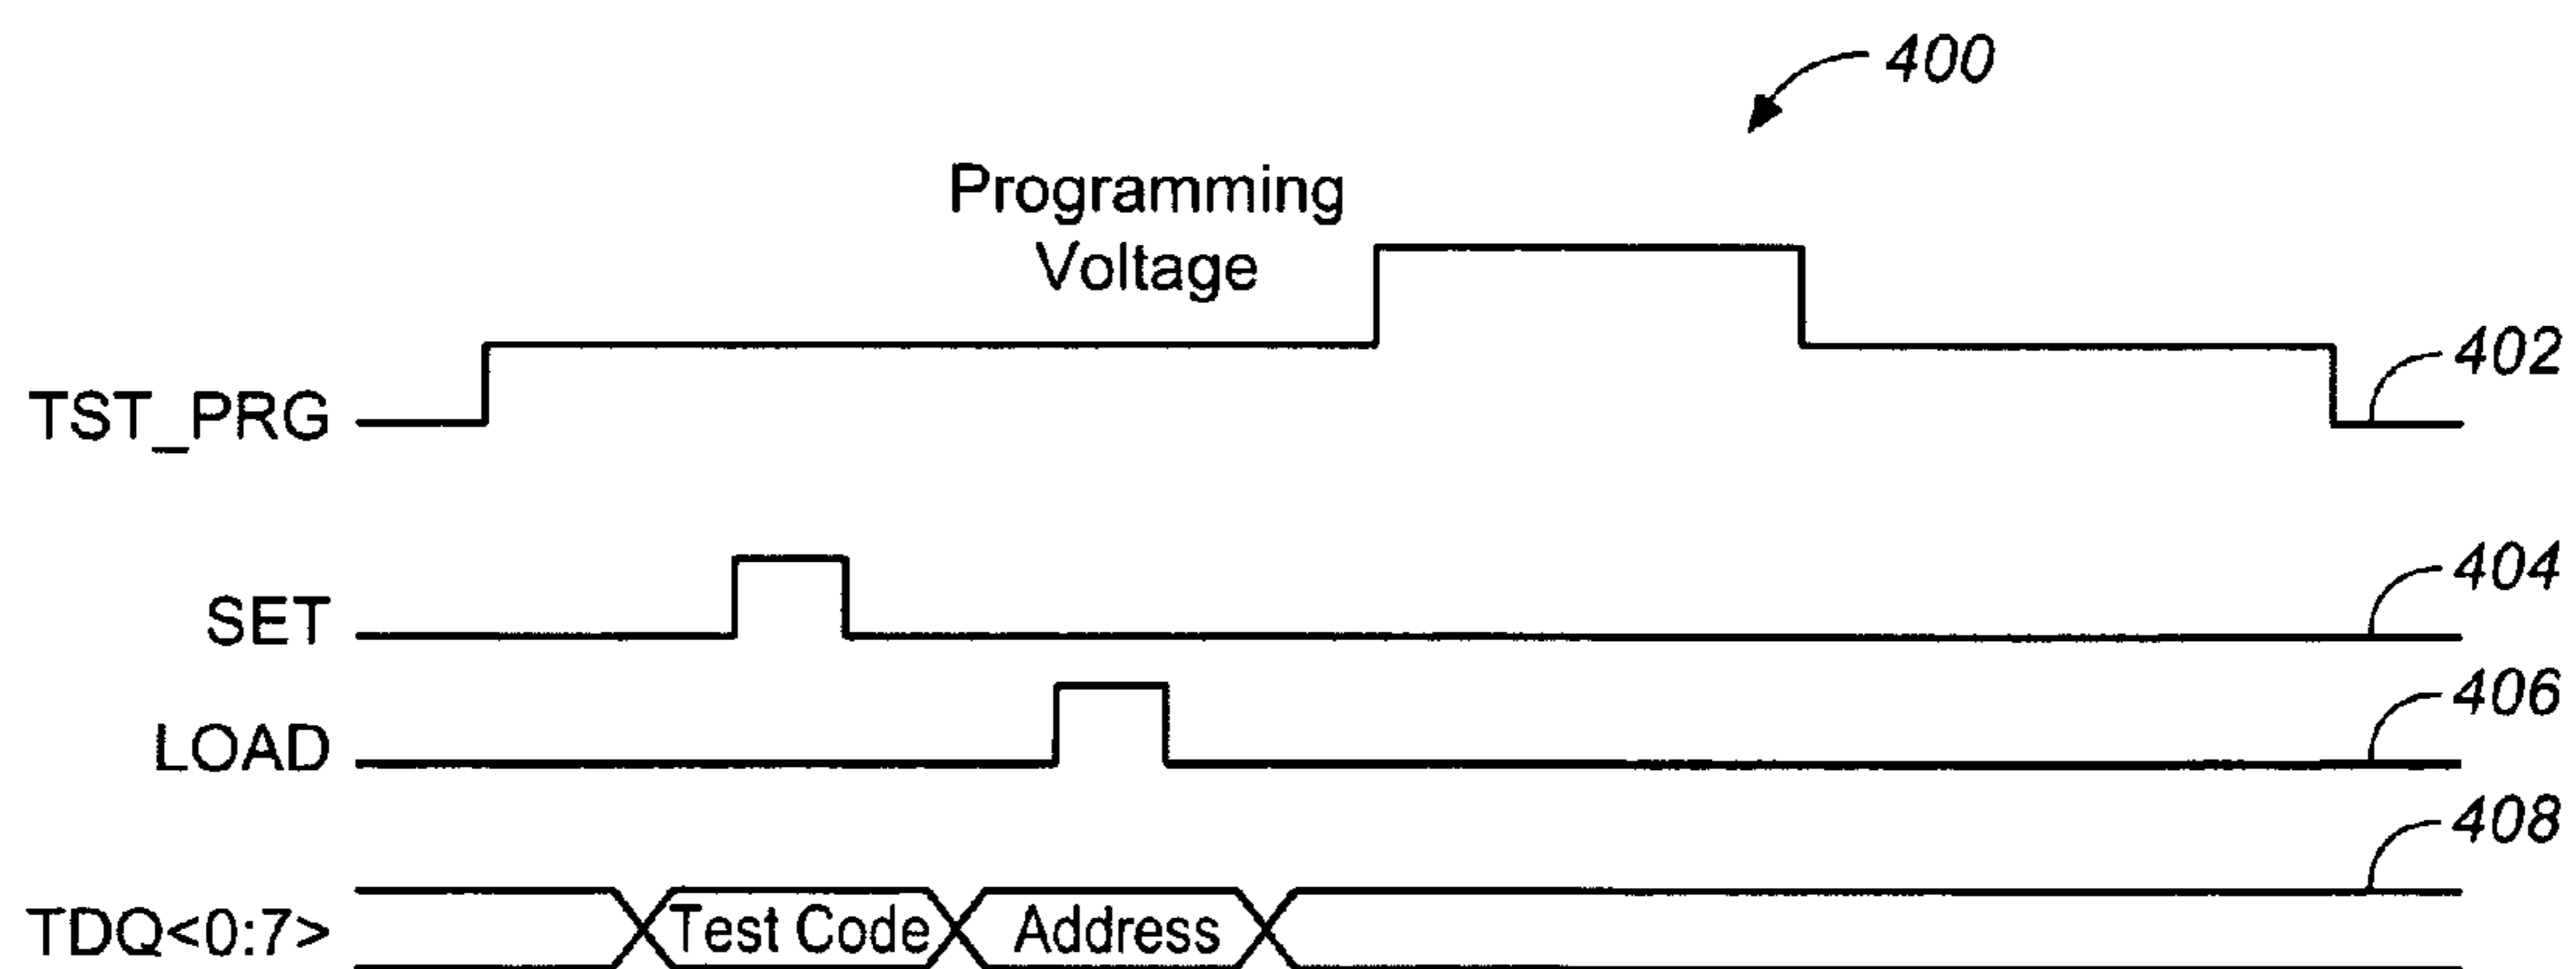 400
Programming
Voltage
TST_PRG
402
SET
404
LOAD
406
TDQ<0:7>
Test Code
Address
408